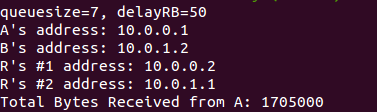 queuesize=7, delayRB=50
A's address: 10.0.0.1
B's address: 10.0.1.2
R's #1 address: 10.0.0.2
R's #2 address: 10.0.1.1
Total Bytes Received from A: 1705000